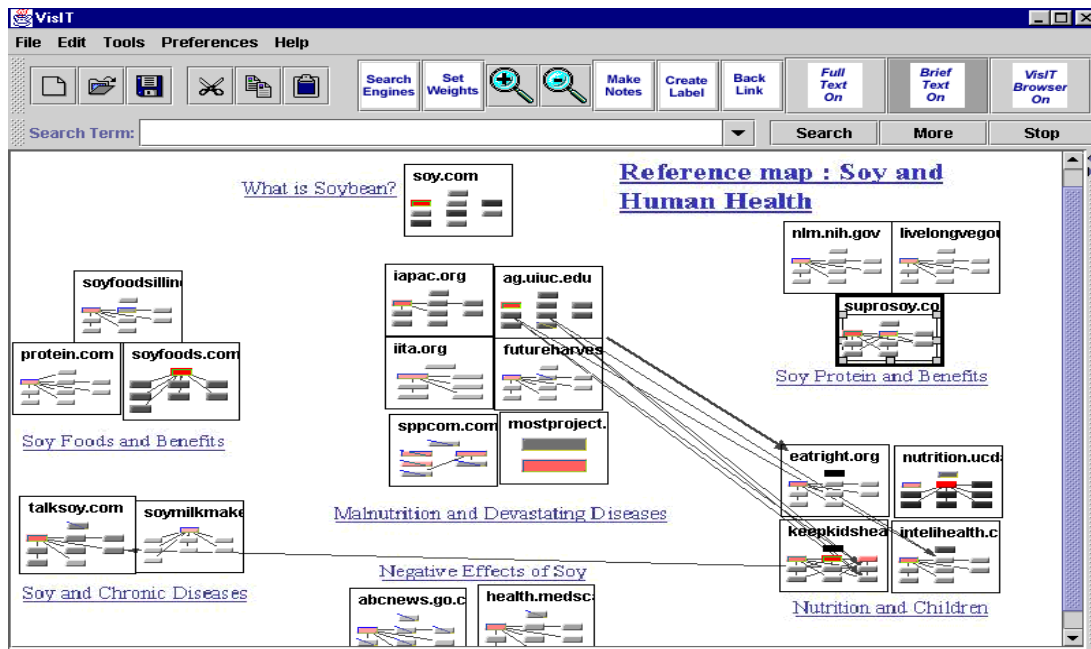 VisIT
File Edit Tools Preferences Help
Search Engines
Set Weights
Make Notes
Create Label
Back Link
Full Text On
Brief Text On
VisIT Browser On
Search Term:
Search More Stop
What is Soybean?
soy.com
Reference map : Soy and
Human Health
nlm.nih.gov
livelongvegou
suprosoy.co
Soy Protein and Benefits
soyfoodsillin
protein.com
soyfoods.com
Soy Foods and Benefits
iapac.org
ag.uiuc.edu
iita.org
futureharves
sppcom.com
mostproject.
Malnutrition and Devastating Diseases
eatright.org
nutrition.ucd
keepkidshea
intelihealth.c
Nutrition and Children
talksoy.com
soymilkmake
Soy and Chronic Diseases
Negative Effects of Soy
abcnews.go.c
health.medsc